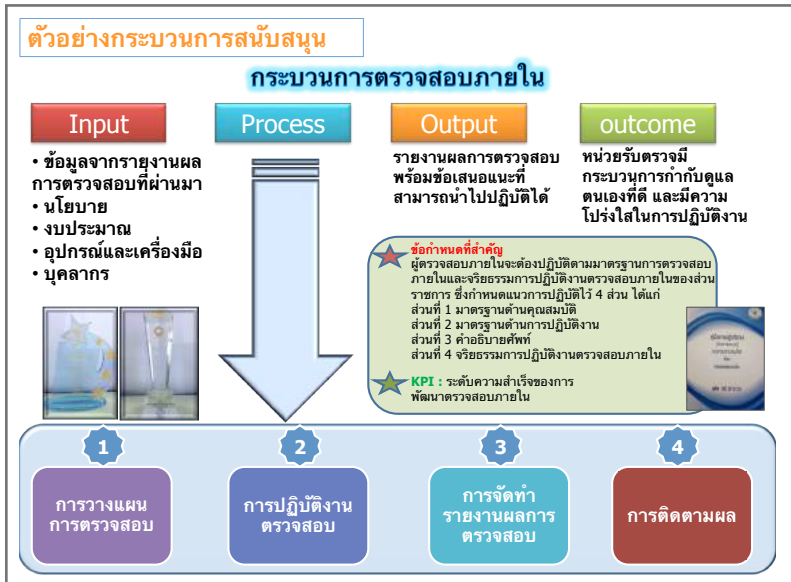 ตัวอย่างกระบวนการสนับสนุน
กระบวนการตรวจสอบภายใน
Input
Process
Output
outcome
• ข้อมูลจากรายงานผล
การตรวจสอบที่ผ่านมา
• นโยบาย
• งบประมาณ
• อุปกรณ์และเครื่องมือ
• บุคลากร
รายงานผลการตรวจสอบ
พร้อมข้อเสนอแนะที่
สามารถนำไปปฏิบัติได้
หน่วยรับตรวจมี
กระบวนการกำกับดูแล
ตนเองที่ดี และมีความ
โปร่งใสในการปฏิบัติงาน
ข้อกำหนดที่สำคัญ
ผู้ตรวจสอบภายในจะต้องปฏิบัติตามมาตรฐานการตรวจสอบ
ภายในและจริยธรรมการปฏิบัติงานตรวจสอบภายในของส่วน
ราชการ ซึ่งกำหนดแนวการปฏิบัติไว้ 4 ส่วน ได้แก่
ส่วนที่ 1 มาตรฐานด้านคุณสมบัติ
ส่วนที่ 2 มาตรฐานด้านการปฏิบัติงาน
ส่วนที่ 3 คำอธิบายศัพท์
ส่วนที่ 4 จริยธรรมการปฏิบัติงานตรวจสอบภายใน
KPI : ระดับความสำเร็จของการ
พัฒนาตรวจสอบภายใน
1
การวางแผน
การตรวจสอบ
2
การปฏิบัติงาน
ตรวจสอบ
3
การจัดทำ
รายงานผลการ
ตรวจสอบ
4
การติดตามผล